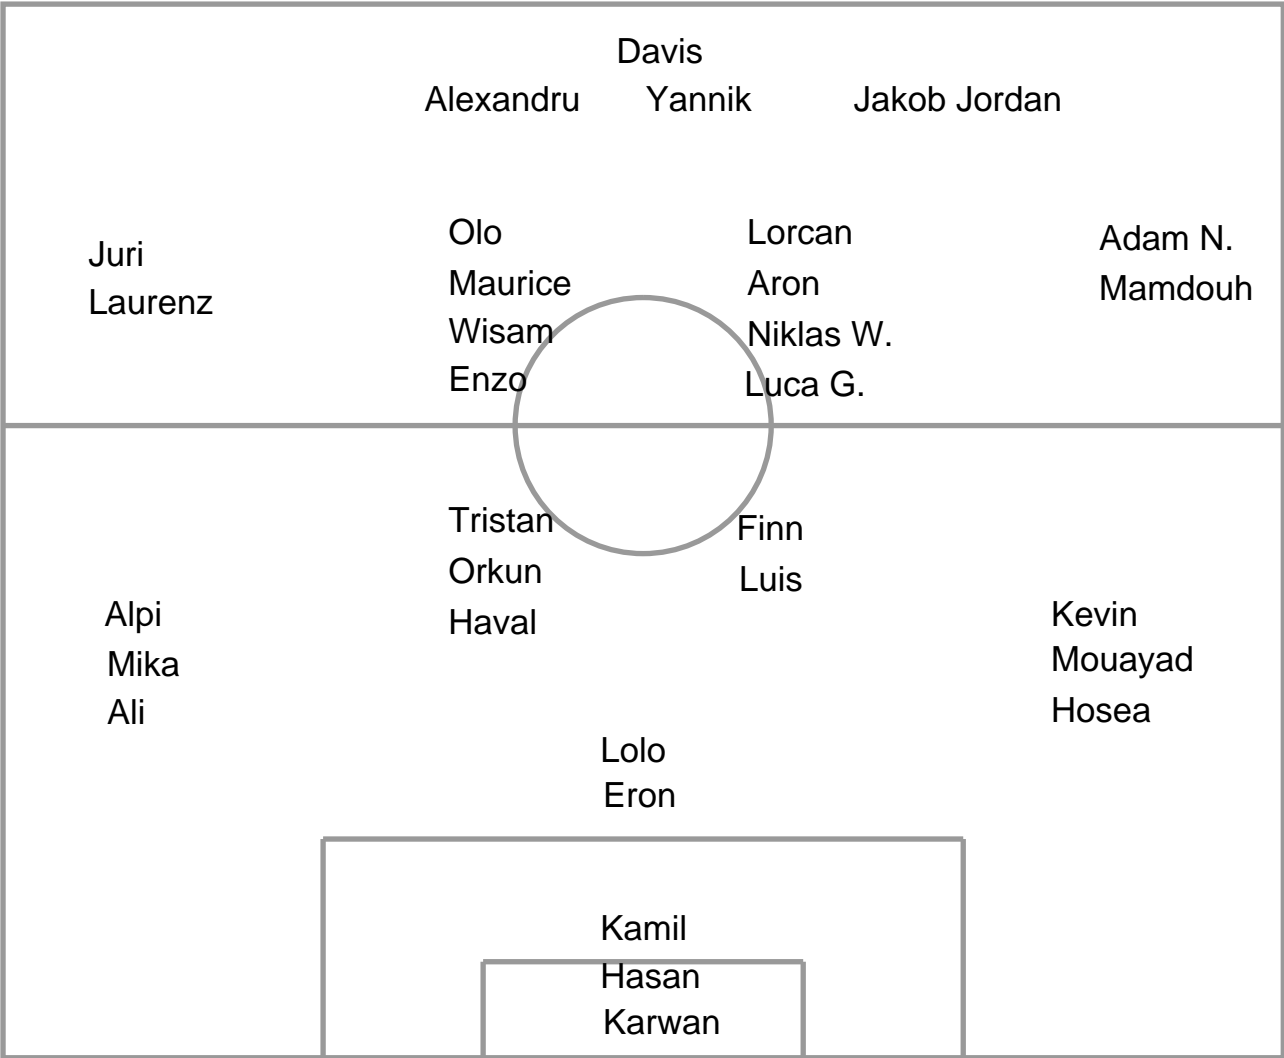 Davis
Alexandru Yannik Jakob Jordan
Juri
Laurenz
Olo
Maurice
Wisam
Enzo
Lorcan
Aron
Niklas W.
Luca G.
Adam N.
Mamdouh
Tristan
Orkun
Haval
Finn
Luis
Alpi
Mika
Ali
Kevin
Mouayad
Hosea
Lolo
Eron
Kamil
Hasan
Karwan